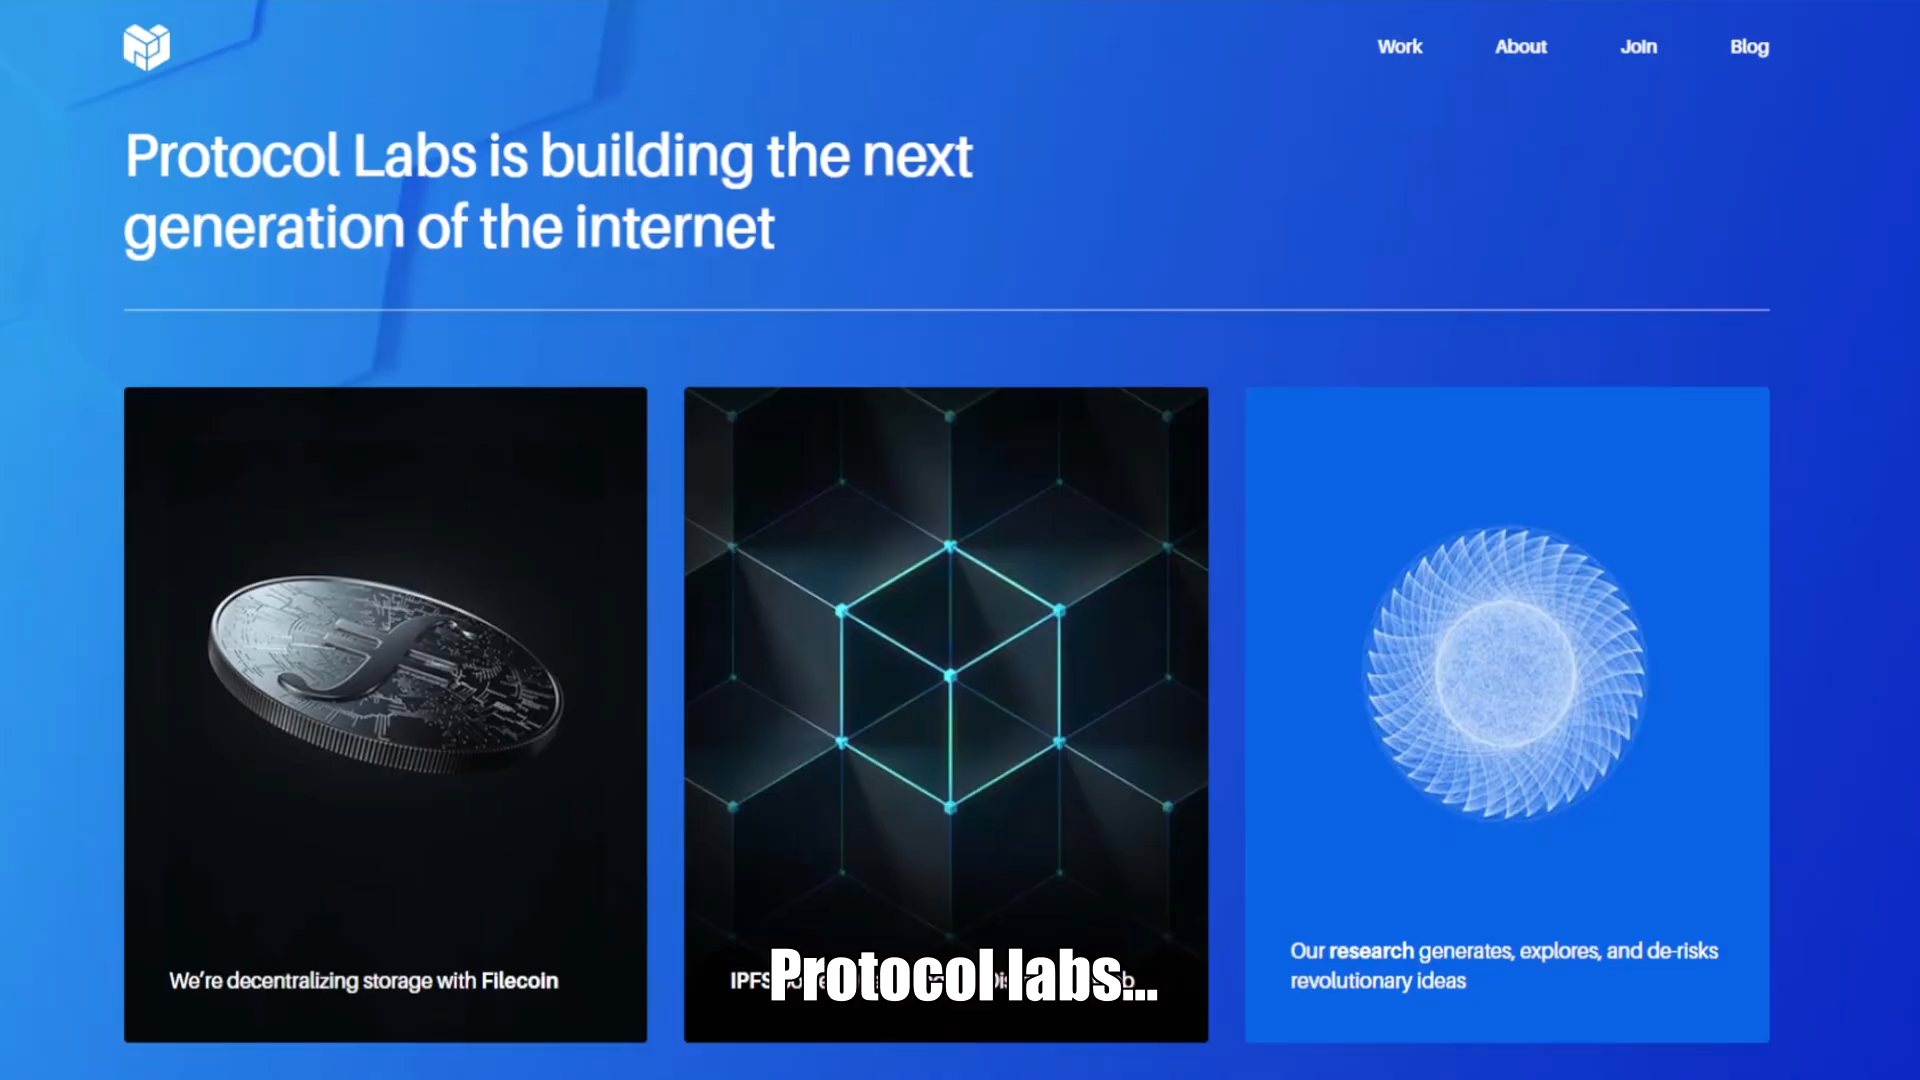 Work
About
Join
Blog
Protocol Labs is building the next
generation of the internet
We're decentralizing storage with Filecoin
IPFS
Protocol labs...
Our research generates, explores, and de-risks
revolutionary ideas